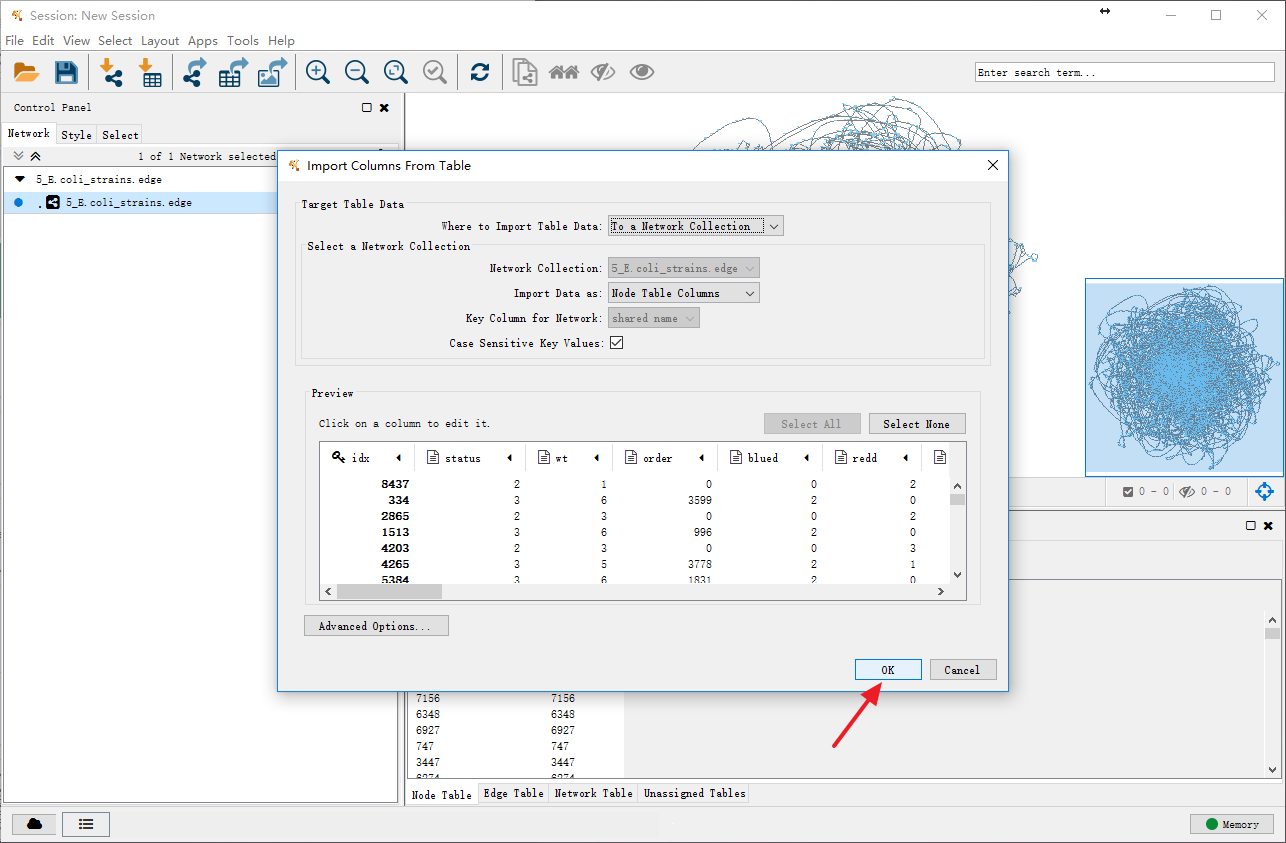 Session: New Session
File Edit View Select Layout Apps Tools Help
Enter search term...
Control Panel
Network Style Select
1 of 1 Network selected
5_E.coli_strains.edge
5_E.coli_strains.edge
Import Columns From Table
Target Table Data
Where to Import Table Data: To a Network Collection
Select a Network Collection
Network Collection: 5_E.coli_strains.edge
Import Data as: Node Table Columns
Key Column for Network: shared name
Case Sensitive Key Values:
Preview
Click on a column to edit it.
Select All Select None
idx status wt order blued redd
8437 2 1 0 0 2
334 3 6 3599 2 0
2865 2 3 0 0 2
1513 3 6 996 2 0
4203 2 3 0 0 3
4265 3 5 3778 2 1
5384 3 6 1831 2 0
Advanced Options...
OK Cancel
0 - 0 0 - 0
7156 7156
6348 6348
6927 6927
747 747
3447 3447
6274 6274
Node Table Edge Table Network Table Unassigned Tables
Memory